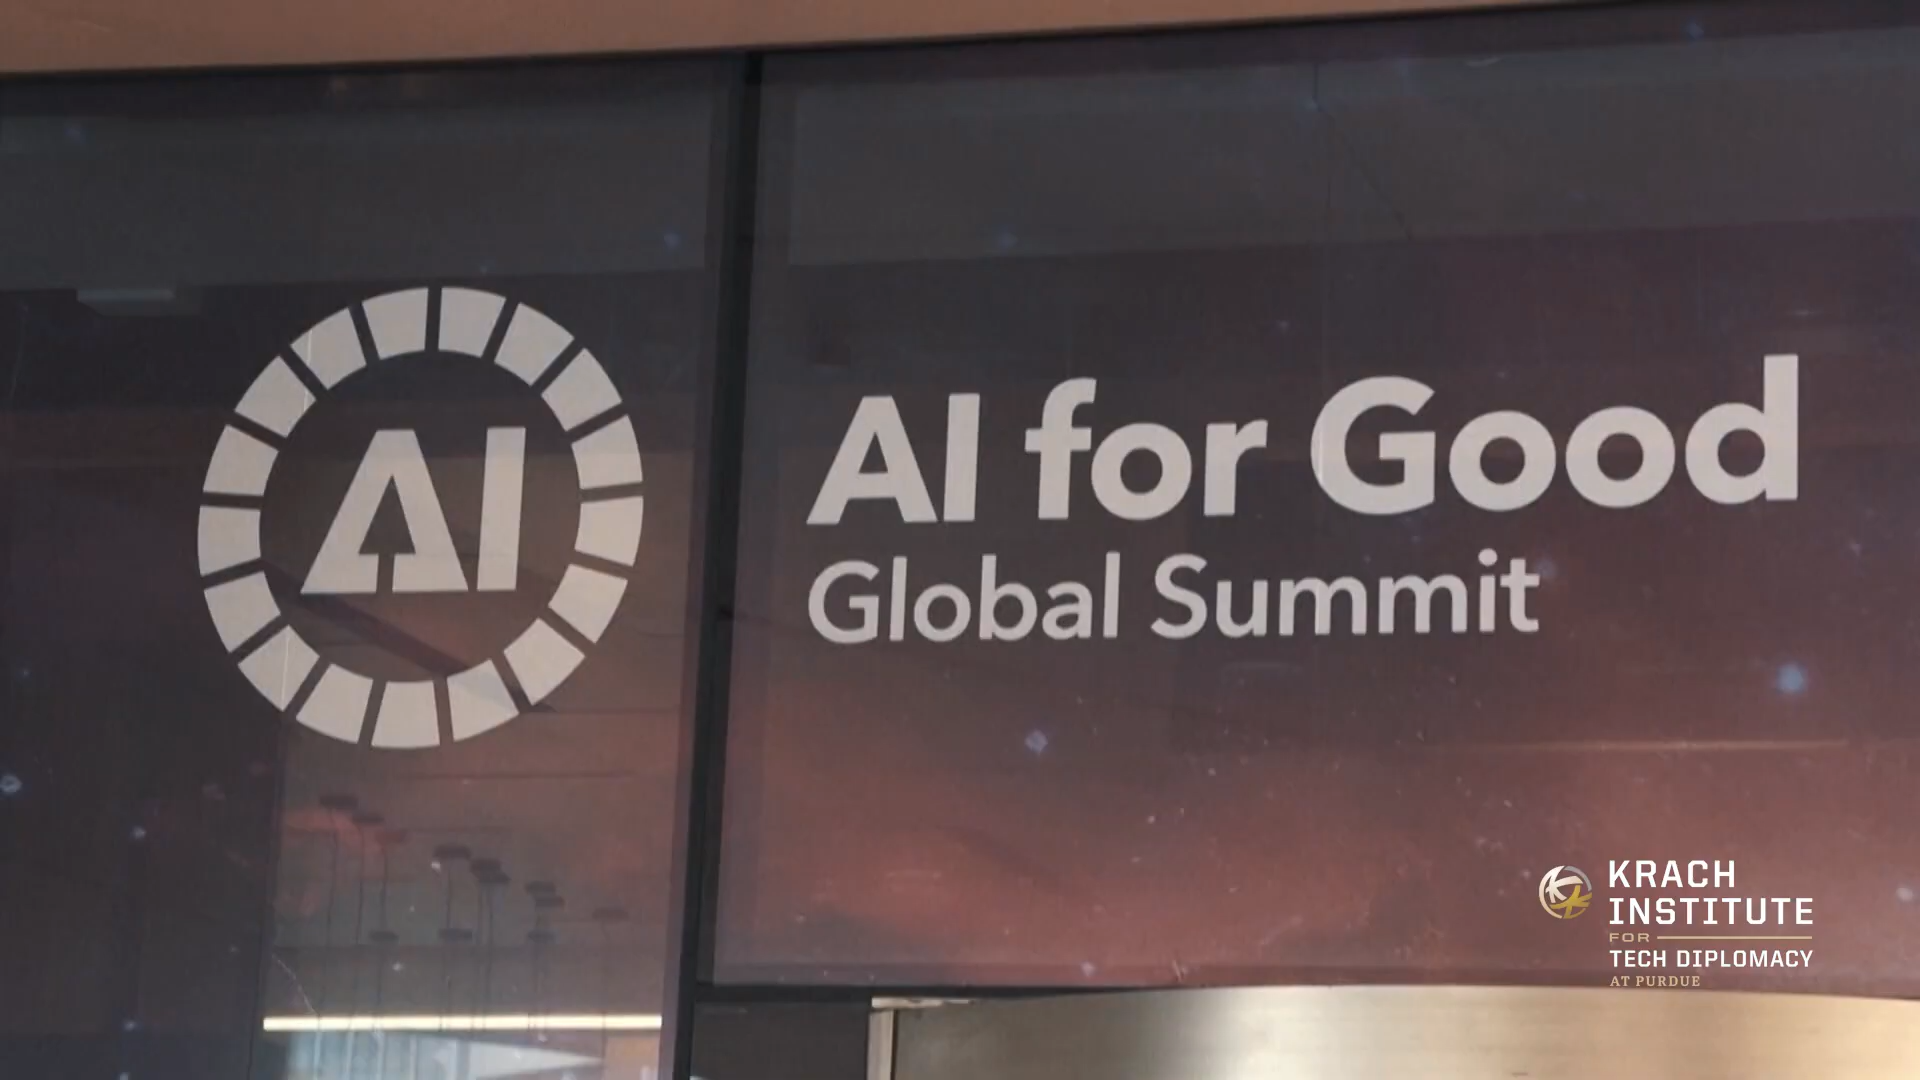 AI
AI for Good
Global Summit
KRACH
INSTITUTE
FOR
TECH DIPLOMACY
AT PURDUE